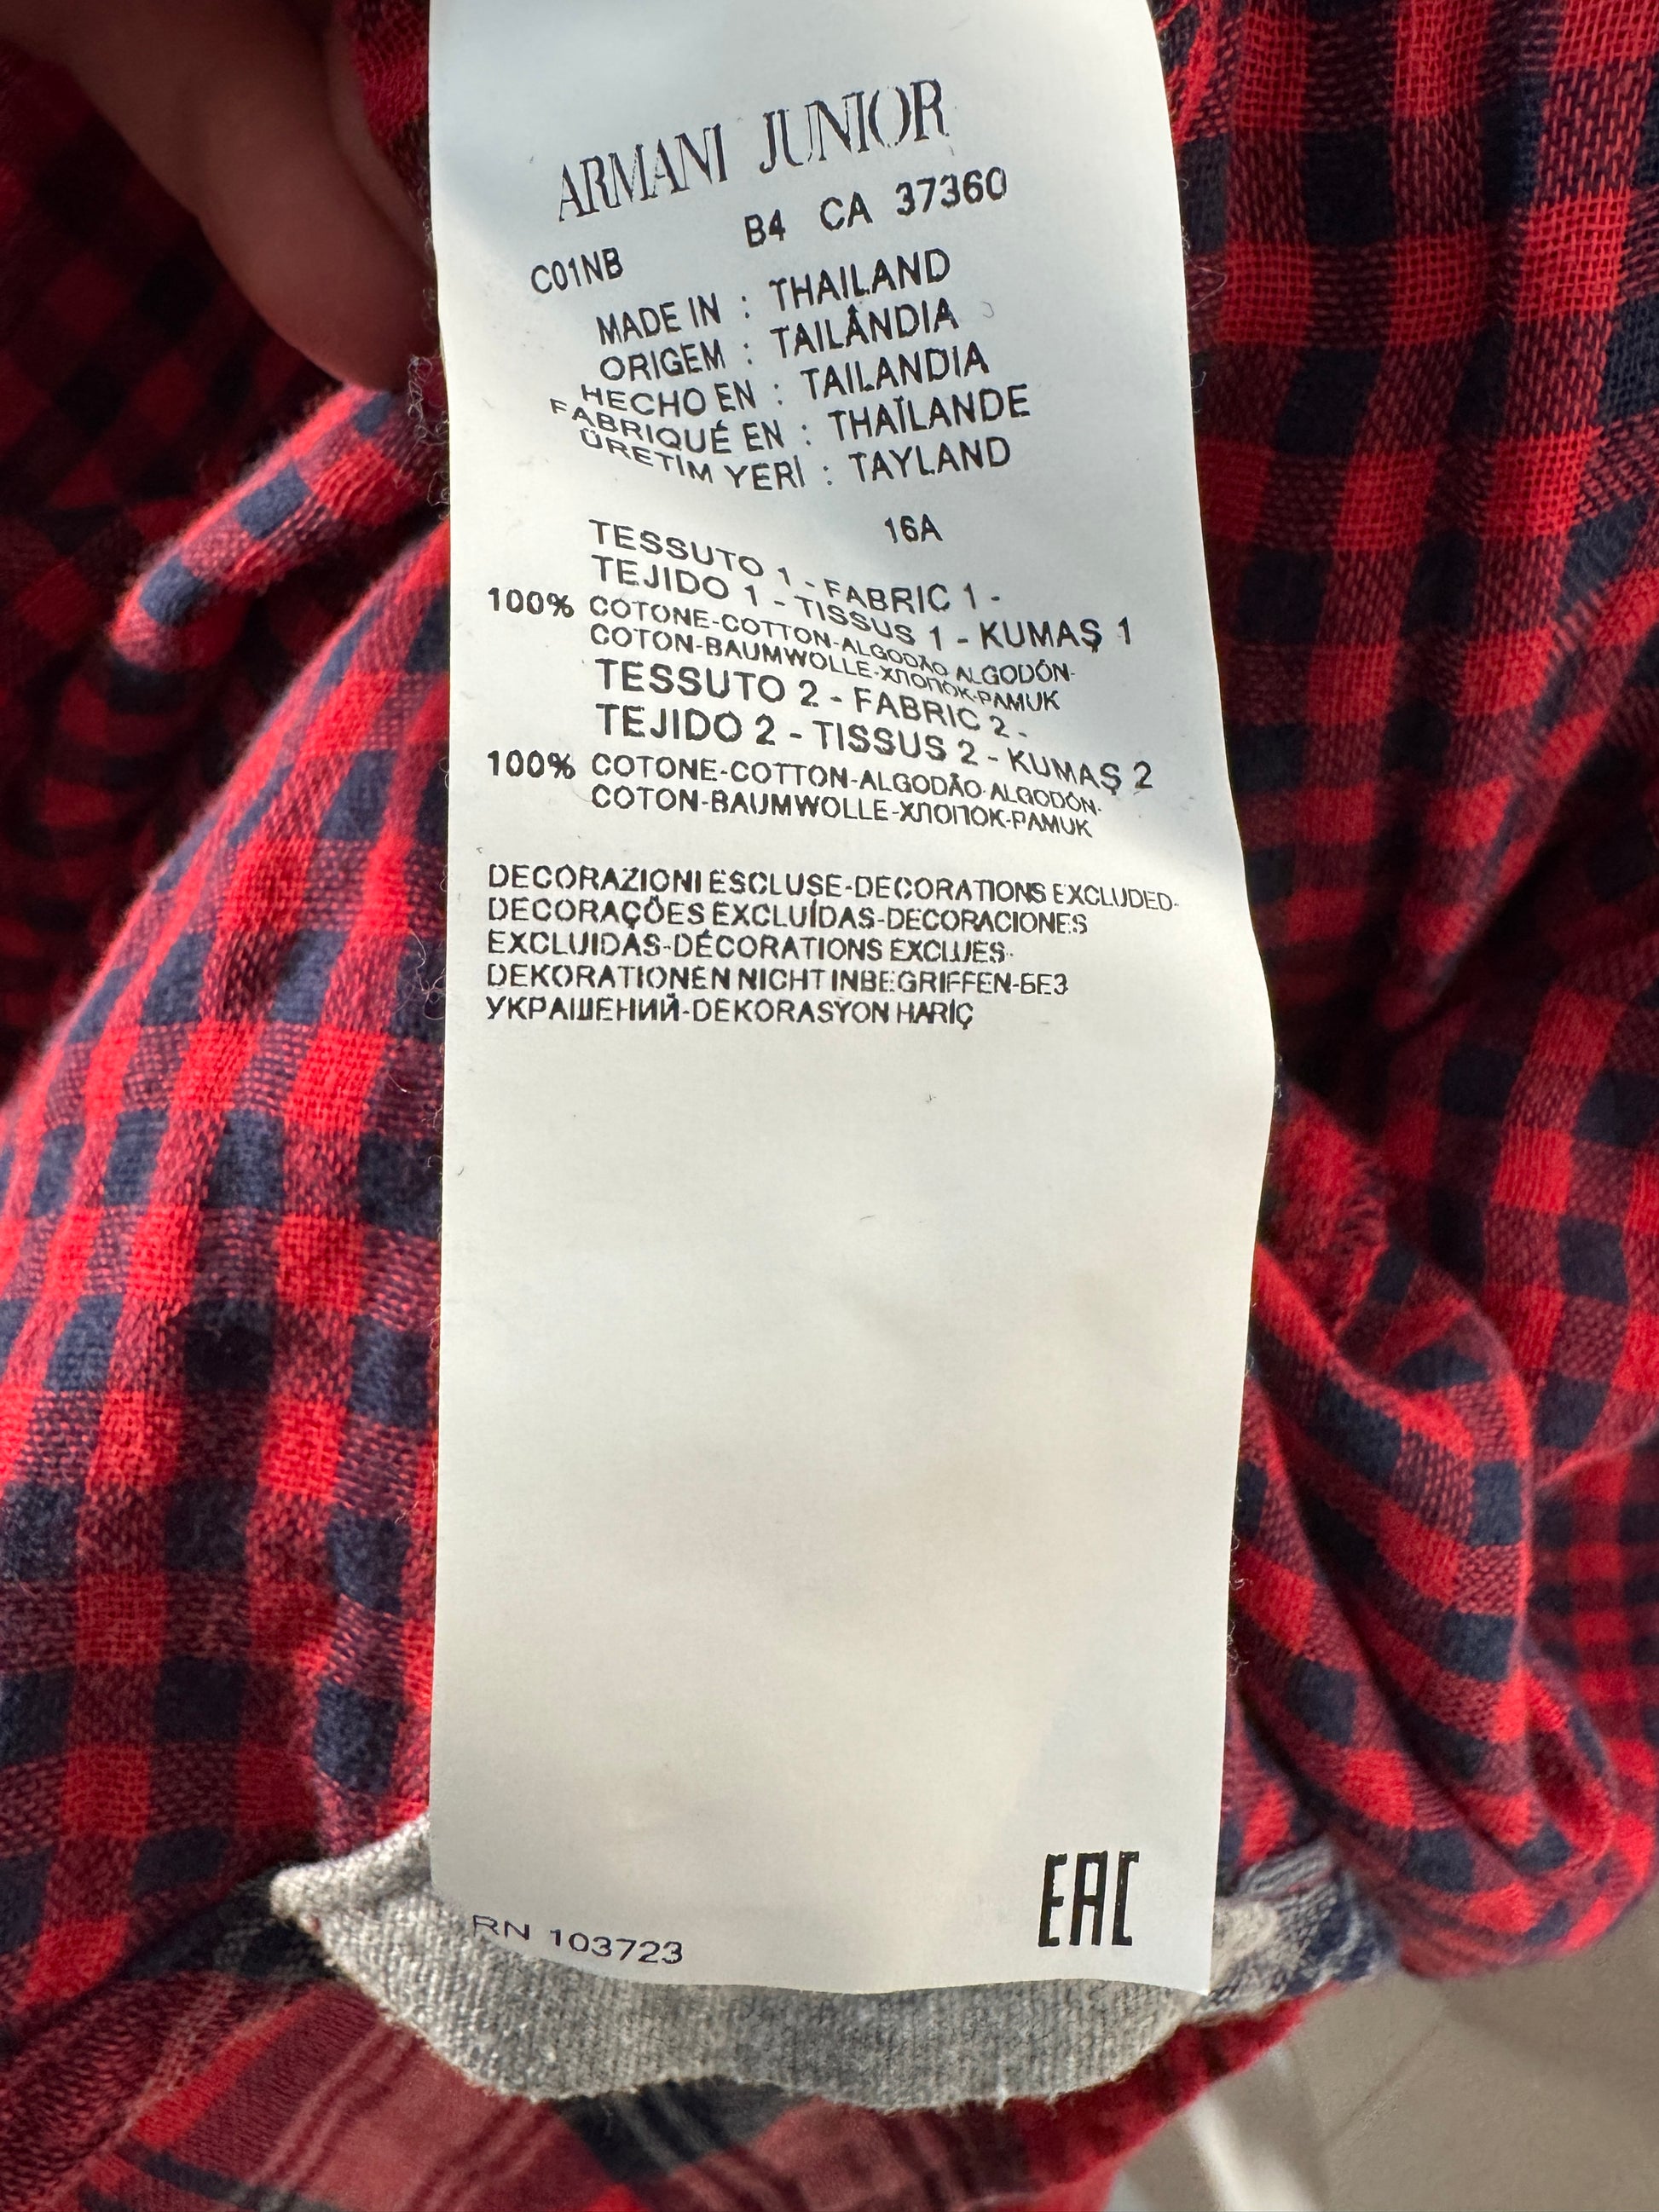 ARMANI JUNIOR
C01NB B4 CA 37360
MADE IN : THAILAND
ORIGEM : TAILÂNDIA
HECHO EN : TAILANDIA
FABRIQUÉ EN : THAÏLANDE
ÜRETİM YERİ : TAYLAND
16A
TESSUTO 1 - FABRIC 1 -
TEJIDO 1 - TISSUS 1 - KUMAŞ 1
100% COTONE-COTTON-ALGODÃO ALGODÓN-
COTON-BAUMWOLLE-ХЛОПОК-PAMUK
TESSUTO 2 - FABRIC 2 -
TEJIDO 2 - TISSUS 2 - KUMAŞ 2
100% COTONE-COTTON-ALGODÃO-ALGODÓN-
COTON-BAUMWOLLE-ХЛОПОК-PAMUK
DECORAZIONI ESCLUSE-DECORATIONS EXCLUDED-
DECORAÇÕES EXCLUÍDAS-DECORACIONES
EXCLUIDAS-DÉCORATIONS EXCLUES-
DEKORATIONEN NICHT INBEGRIFFEN-БЕЗ
УКРАШЕНИЙ-DEKORASYON HARİÇ
EAC
RN 103723